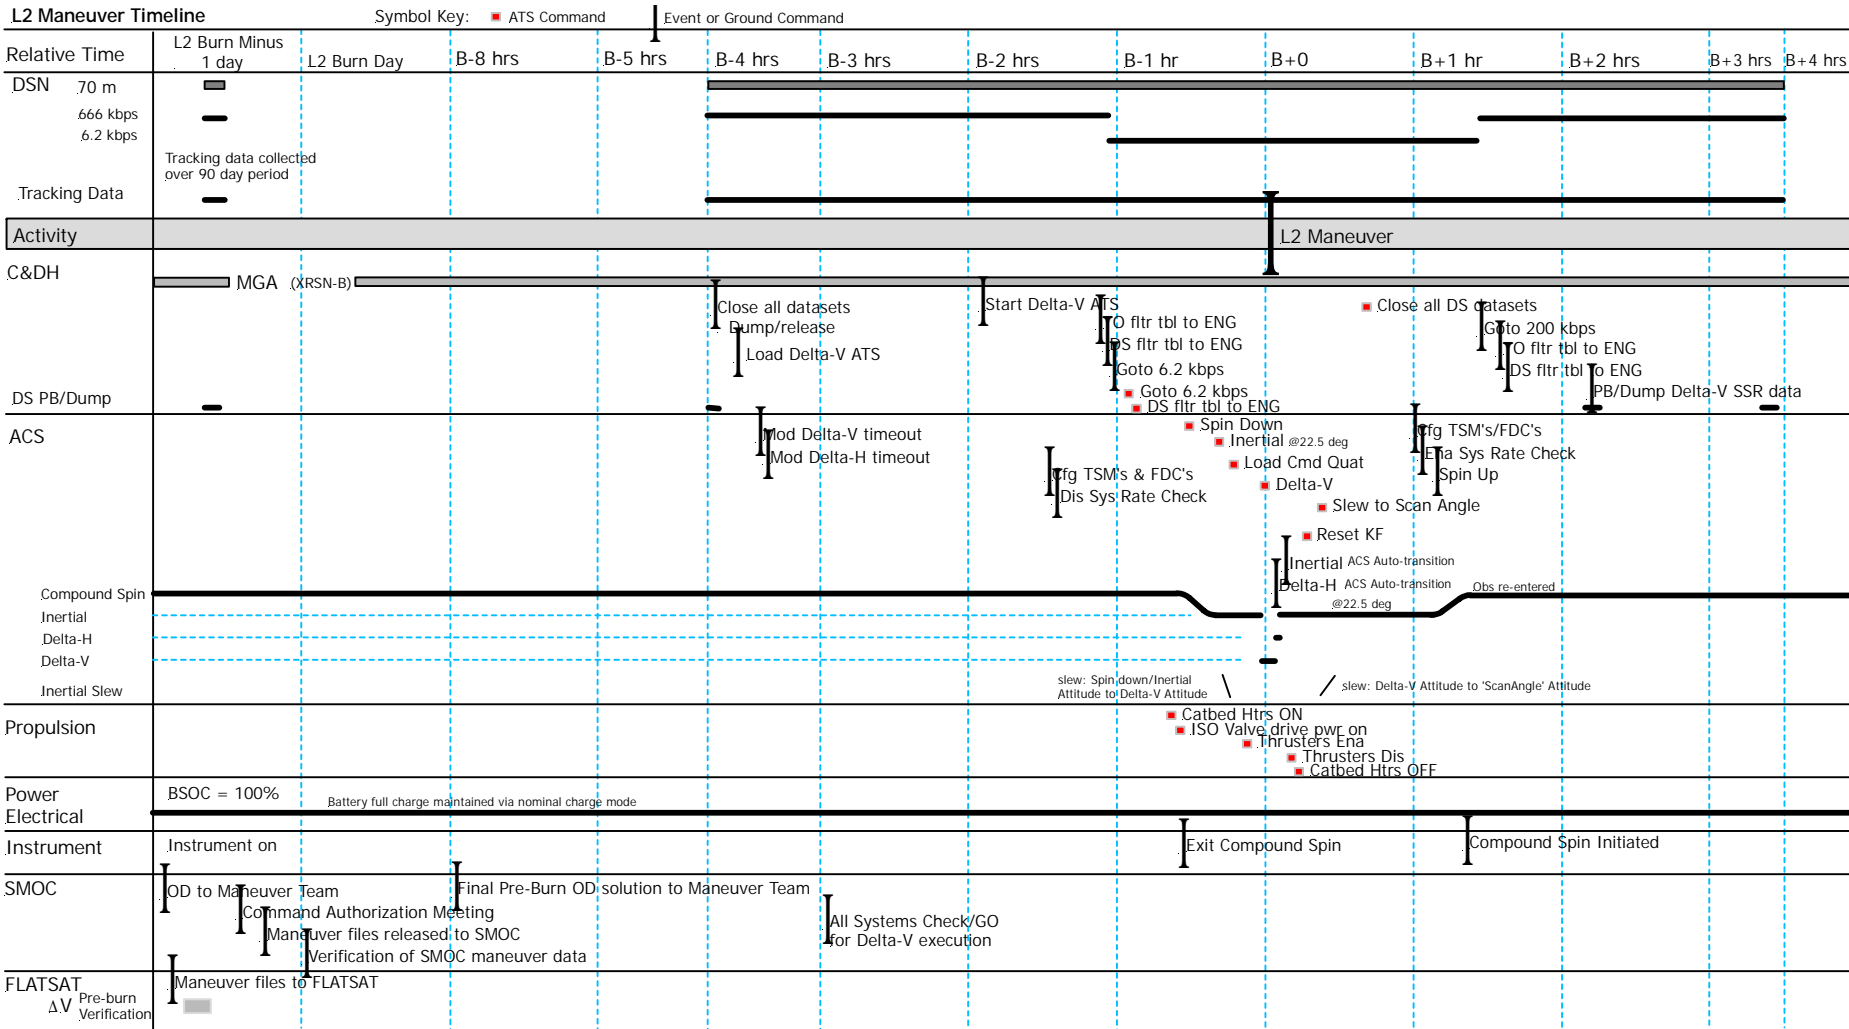 L2 Maneuver Timeline
Symbol Key:
ATS Command
Event or Ground Command
Relative Time
L2 Burn Minus
1 day
L2 Burn Day
B-8 hrs
B-5 hrs
B-4 hrs
B-3 hrs
B-2 hrs
B-1 hr
B+0
B+1 hr
B+2 hrs
B+3 hrs
B+4 hrs
DSN
70 m
666 kbps
6.2 kbps
Tracking data collected
over 90 day period
Tracking Data
Activity
L2 Maneuver
C&DH
MGA (XRSN-B)
Close all datasets
Dump/release
Load Delta-V ATS
Start Delta-V ATS
O fltr tbl to ENG
DS fltr tbl to ENG
Goto 6.2 kbps
Goto 6.2 kbps
DS fltr tbl to ENG
Close all DS datasets
Goto 200 kbps
O fltr tbl to ENG
DS fltr tbl to ENG
PB/Dump Delta-V SSR data
DS PB/Dump
ACS
Mod Delta-V timeout
Mod Delta-H timeout
Cfg TSM's & FDC's
Dis Sys Rate Check
Spin Down
Inertial @22.5 deg
Load Cmd Quat
Delta-V
Slew to Scan Angle
Reset KF
Inertial ACS Auto-transition
Delta-H ACS Auto-transition
@22.5 deg
Cfg TSM's/FDC's
Ena Sys Rate Check
Spin Up
Obs re-entered
Compound Spin
Inertial
Delta-H
Delta-V
Inertial Slew
slew: Spin down/Inertial
Attitude to Delta-V Attitude
slew: Delta-V Attitude to 'ScanAngle' Attitude
Propulsion
Catbed Htrs ON
ISO Valve drive pwr on
Thrusters Ena
Thrusters Dis
Catbed Htrs OFF
Power
Electrical
BSOC = 100%
Battery full charge maintained via nominal charge mode
Instrument
Instrument on
Exit Compound Spin
Compound Spin Initiated
SMOC
OD to Maneuver Team
Command Authorization Meeting
Maneuver files released to SMOC
Verification of SMOC maneuver data
Final Pre-Burn OD solution to Maneuver Team
All Systems Check/GO
for Delta-V execution
FLATSAT
Maneuver files to FLATSAT
ΔV Pre-burn
Verification